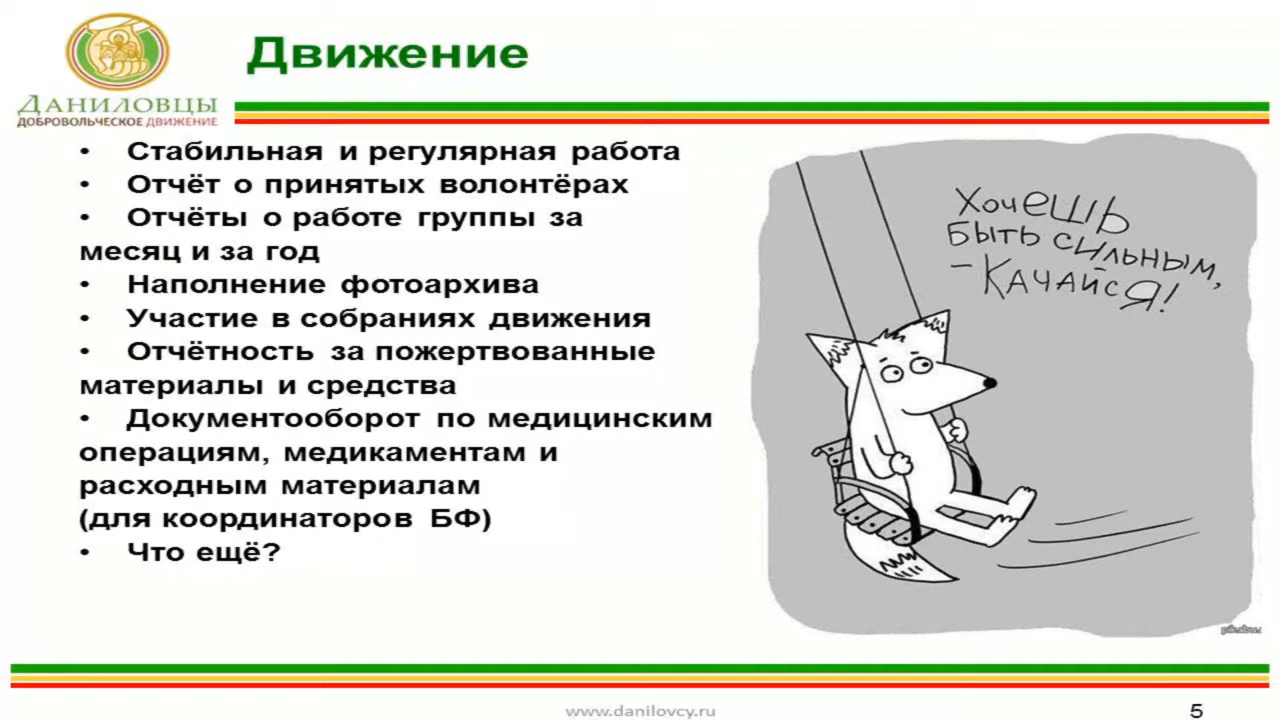 Движение
ДАНИЛОВЦЫ
ДОБРОВОЛЬЧЕСКОЕ ДВИЖЕНИЕ
• Стабильная и регулярная работа
• Отчёт о принятых волонтёрах
• Отчёты о работе группы за
месяц и за год
• Наполнение фотоархива
• Участие в собраниях движения
• Отчётность за пожертвованные
материалы и средства
• Документооборот по медицинским
операциям, медикаментам и
расходным материалам
(для координаторов БФ)
• Что ещё?
ХочЕШЬ
БЫТЬ СИЛЬНЫМ,
- КАЧАЙСЯ!
www.danilovcy.ru
5